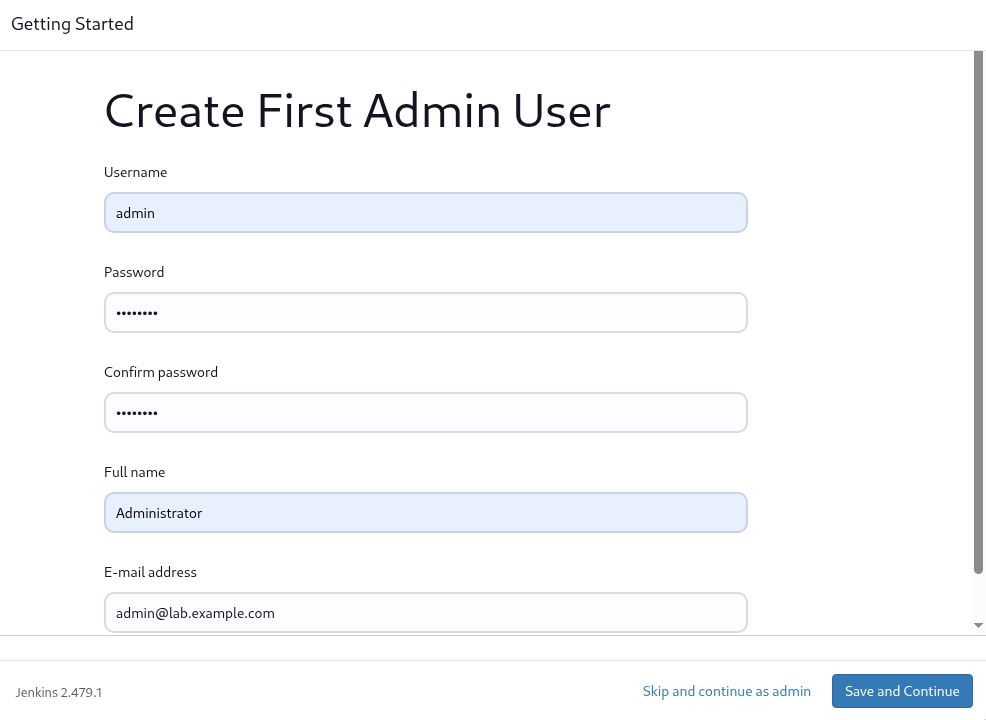 Getting Started
Create First Admin User
Username
admin
Password
••••••••
Confirm password
••••••••
Full name
Administrator
E-mail address
admin@lab.example.com
Jenkins 2.479.1
Skip and continue as admin
Save and Continue